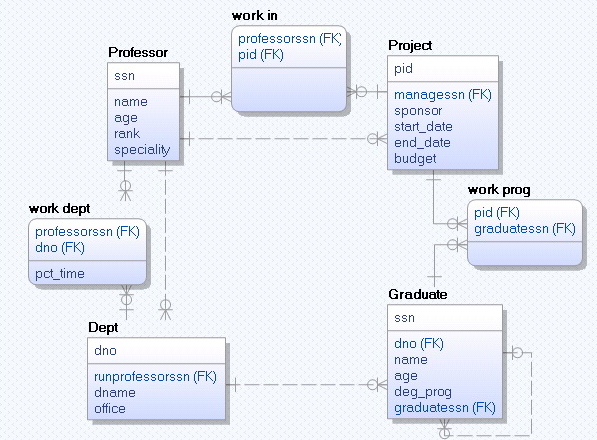 work in
professorssn (FK)
pid (FK)
Professor
ssn
name
age
rank
speciality
Project
pid
managessn (FK)
sponsor
start_date
end_date
budget
work prog
pid (FK)
graduatessn (FK)
work dept
professorssn (FK)
dno (FK)
pct_time
Dept
dno
runprofessorssn (FK)
dname
office
Graduate
ssn
dno (FK)
name
age
deg_prog
graduatessn (FK)